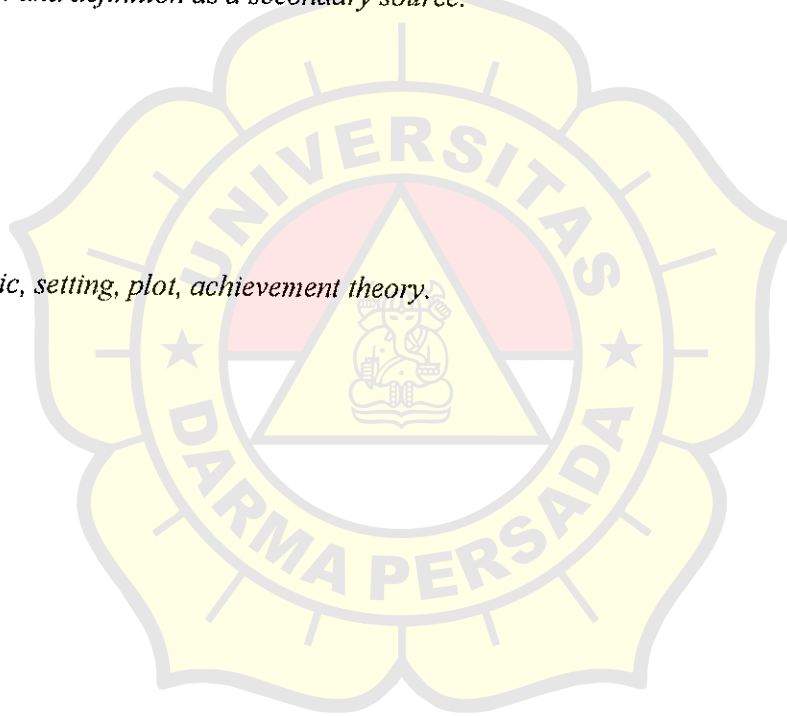 and definition as a secondary source.
UNIVERSITAS
ic, setting, plot, achievement theory.
DARMA PERSADA